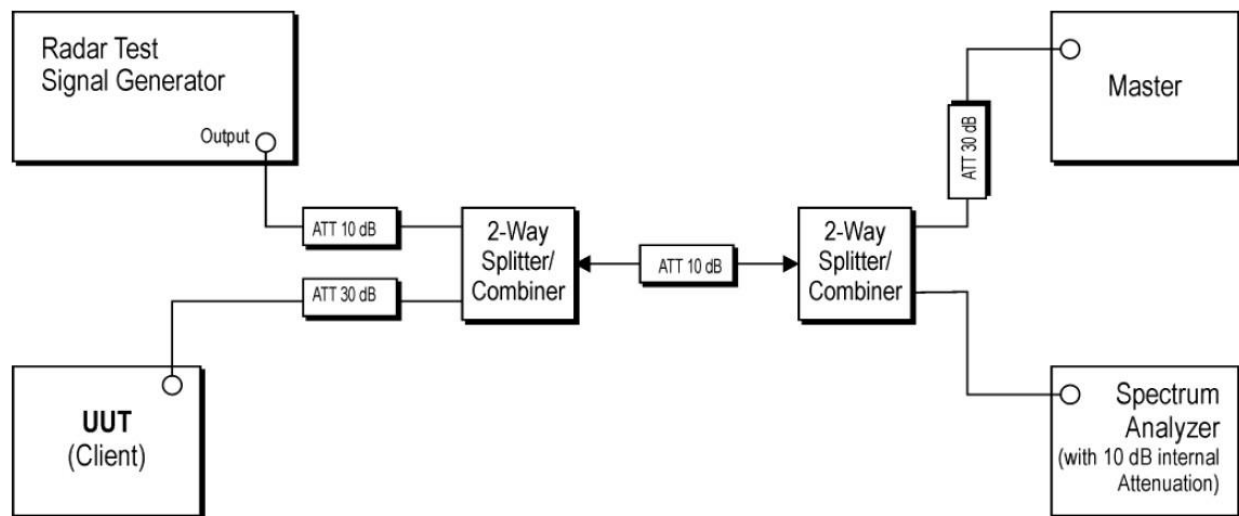 Radar Test
Signal Generator
Output
Master
ATT 30 dB
ATT 10 dB
2-Way
Splitter/
Combiner
ATT 10 dB
2-Way
Splitter/
Combiner
ATT 30 dB
UUT
(Client)
Spectrum
Analyzer
(with 10 dB internal
Attenuation)